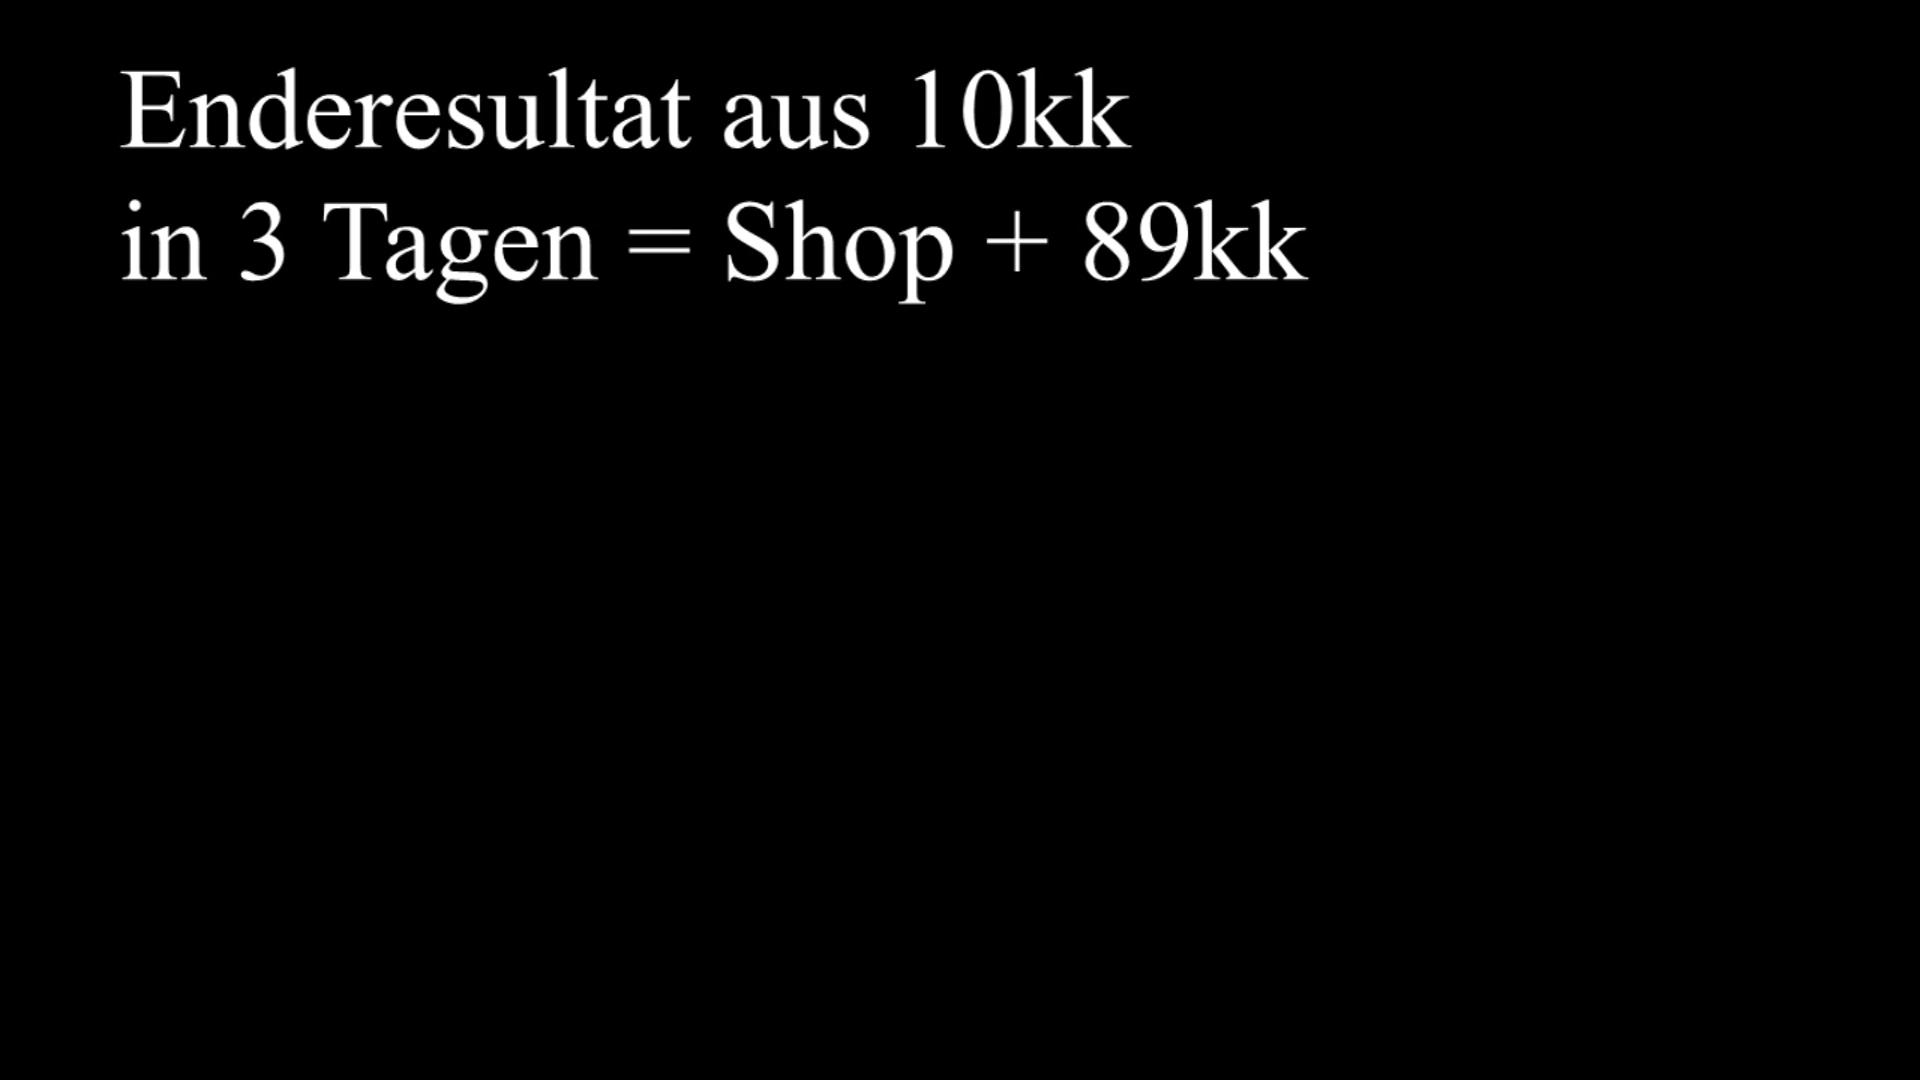 Enderesultat aus 10kk
in 3 Tagen = Shop + 89kk